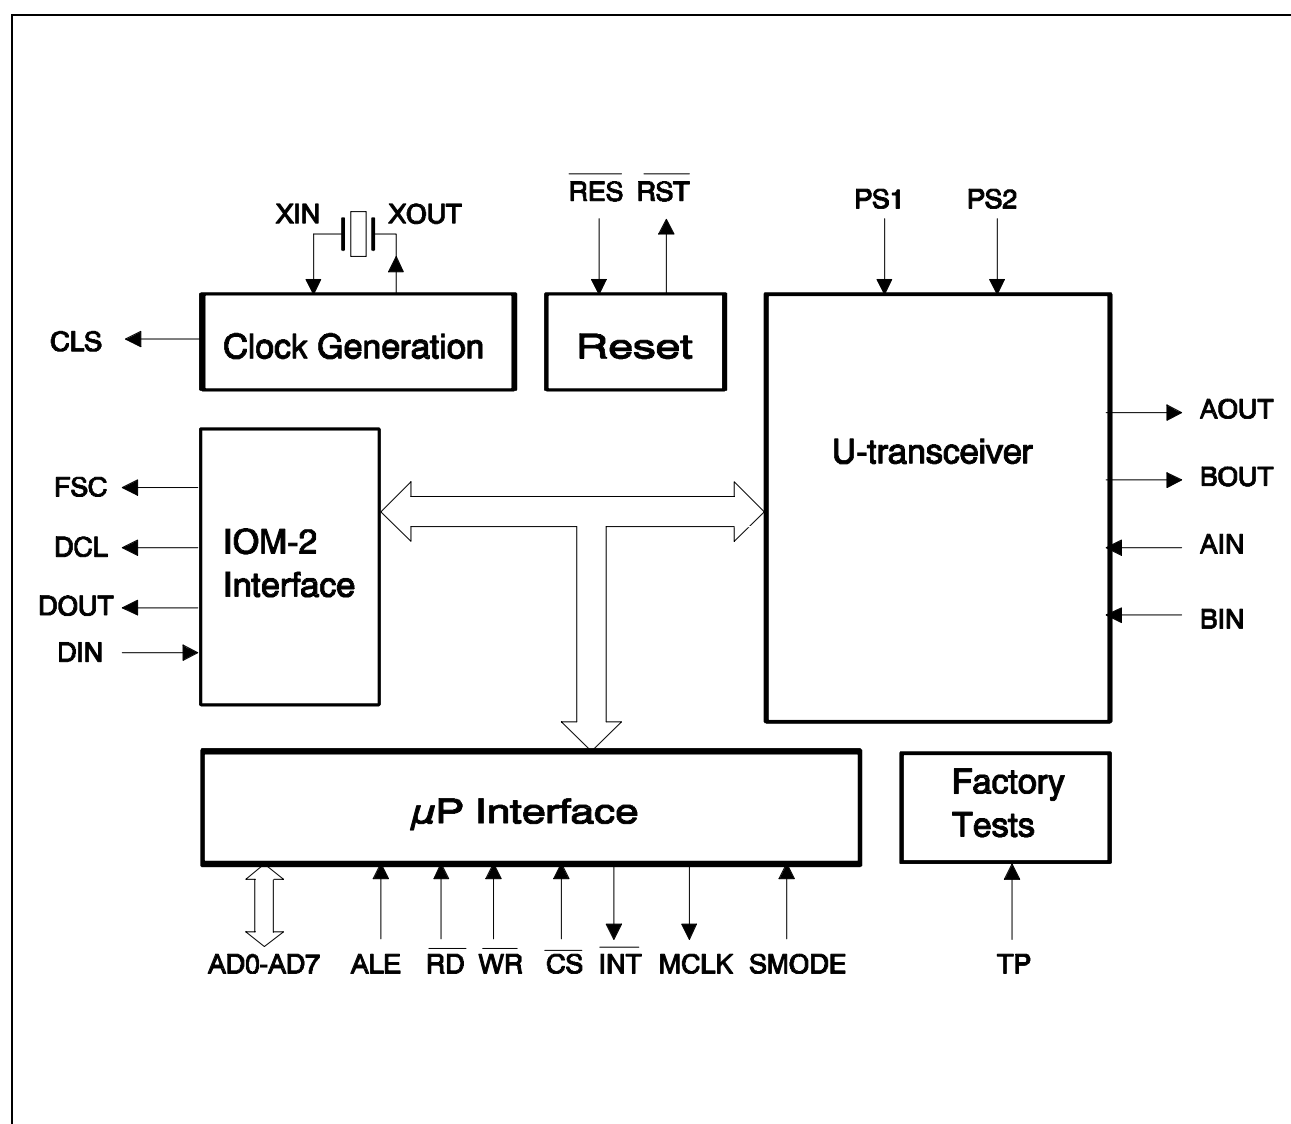 XIN XOUT RES RST PS1 PS2
CLS Clock Generation Reset
U-transceiver
AOUT
BOUT
AIN
BIN
FSC
DCL
DOUT
DIN
IOM-2
Interface
µP Interface
Factory
Tests
AD0-AD7 ALE RD WR CS INT MCLK SMODE TP